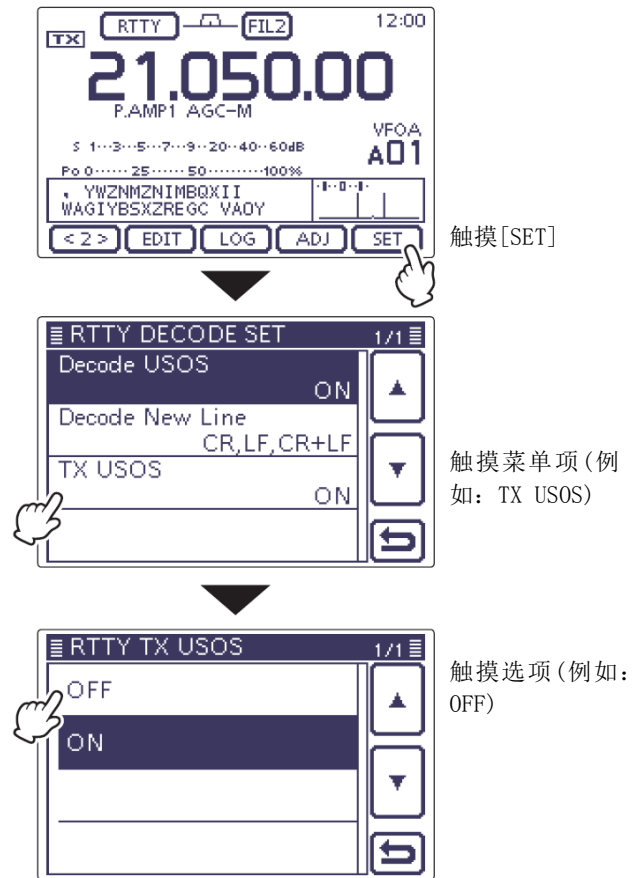 RTTY FIL2 12:00
TX
21.050.00
P.AMP1 AGC-M
VFOA
S 1···3···5···7···9··20··40··60dB
A01
Po 0······25······50··········100%
. YWZNMZNIMBQXII
WAGIYBSXZREGC VAOY
<2> EDIT LOG ADJ SET
触摸[SET]
RTTY DECODE SET 1/1
Decode USOS
ON
Decode New Line
CR,LF,CR+LF
TX USOS
ON
触摸菜单项(例
如: TX USOS)
RTTY TX USOS 1/1
OFF
ON
触摸选项(例如:
OFF)